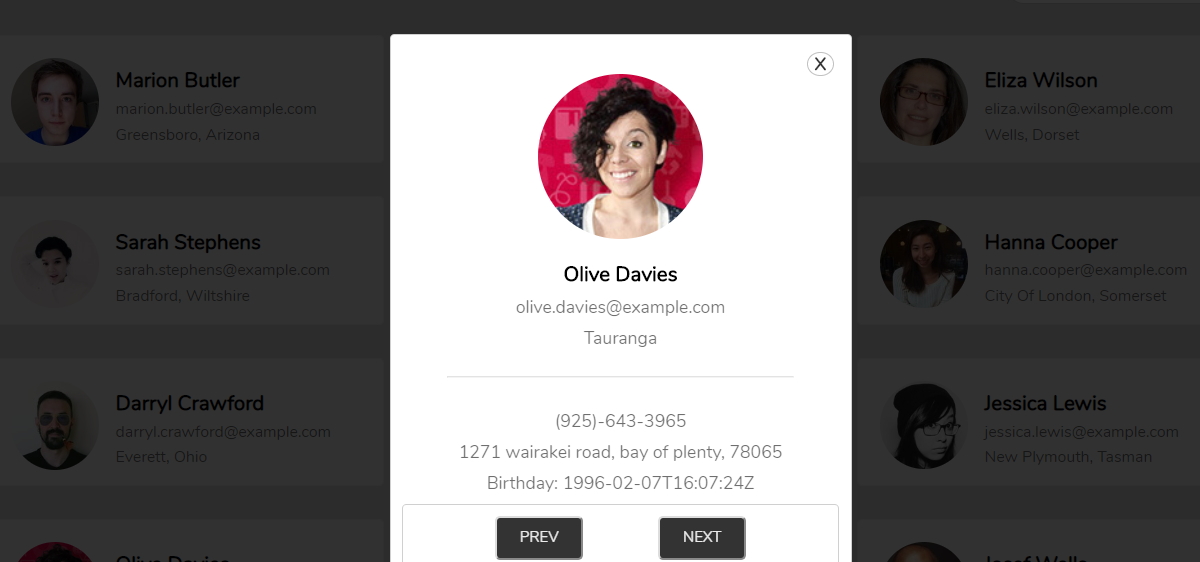 Marion Butler
marion.butler@example.com
Greensboro, Arizona
Sarah Stephens
sarah.stephens@example.com
Bradford, Wiltshire
Darryl Crawford
darryl.crawford@example.com
Everett, Ohio
Olive Davies
X
Olive Davies
olive.davies@example.com
Tauranga
(925)-643-3965
1271 wairakei road, bay of plenty, 78065
Birthday: 1996-02-07T16:07:24Z
PREV NEXT
Eliza Wilson
eliza.wilson@example.com
Wells, Dorset
Hanna Cooper
hanna.cooper@example.com
City Of London, Somerset
Jessica Lewis
jessica.lewis@example.com
New Plymouth, Tasman